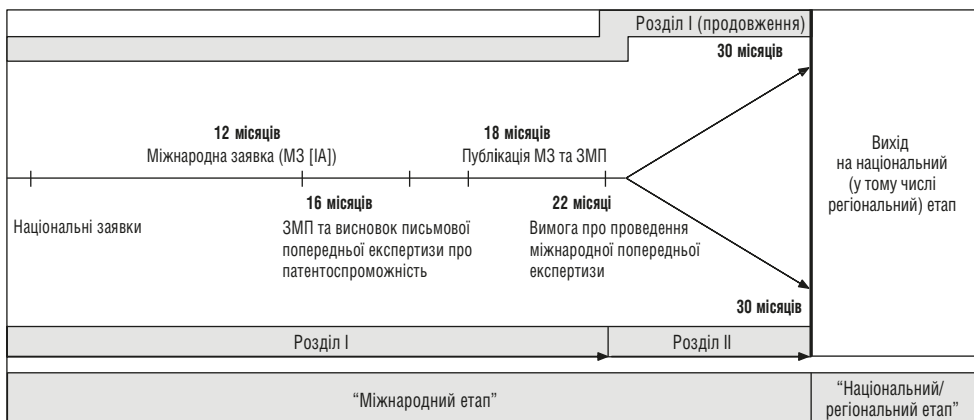 Розділ I (продовження)
30 місяців
12 місяців
Міжнародна заявка (МЗ [IA])
18 місяців
Публікація МЗ та ЗМП
Вихід
на національний
(у тому числі
регіональний) етап
Національні заявки
16 місяців
ЗМП та висновок письмової
попередньої експертизи про
патентоспроможність
22 місяці
Вимога про проведення
міжнародної попередньої
експертизи
30 місяців
Розділ I
Розділ II
“Міжнародний етап”
“Національний/
регіональний етап”